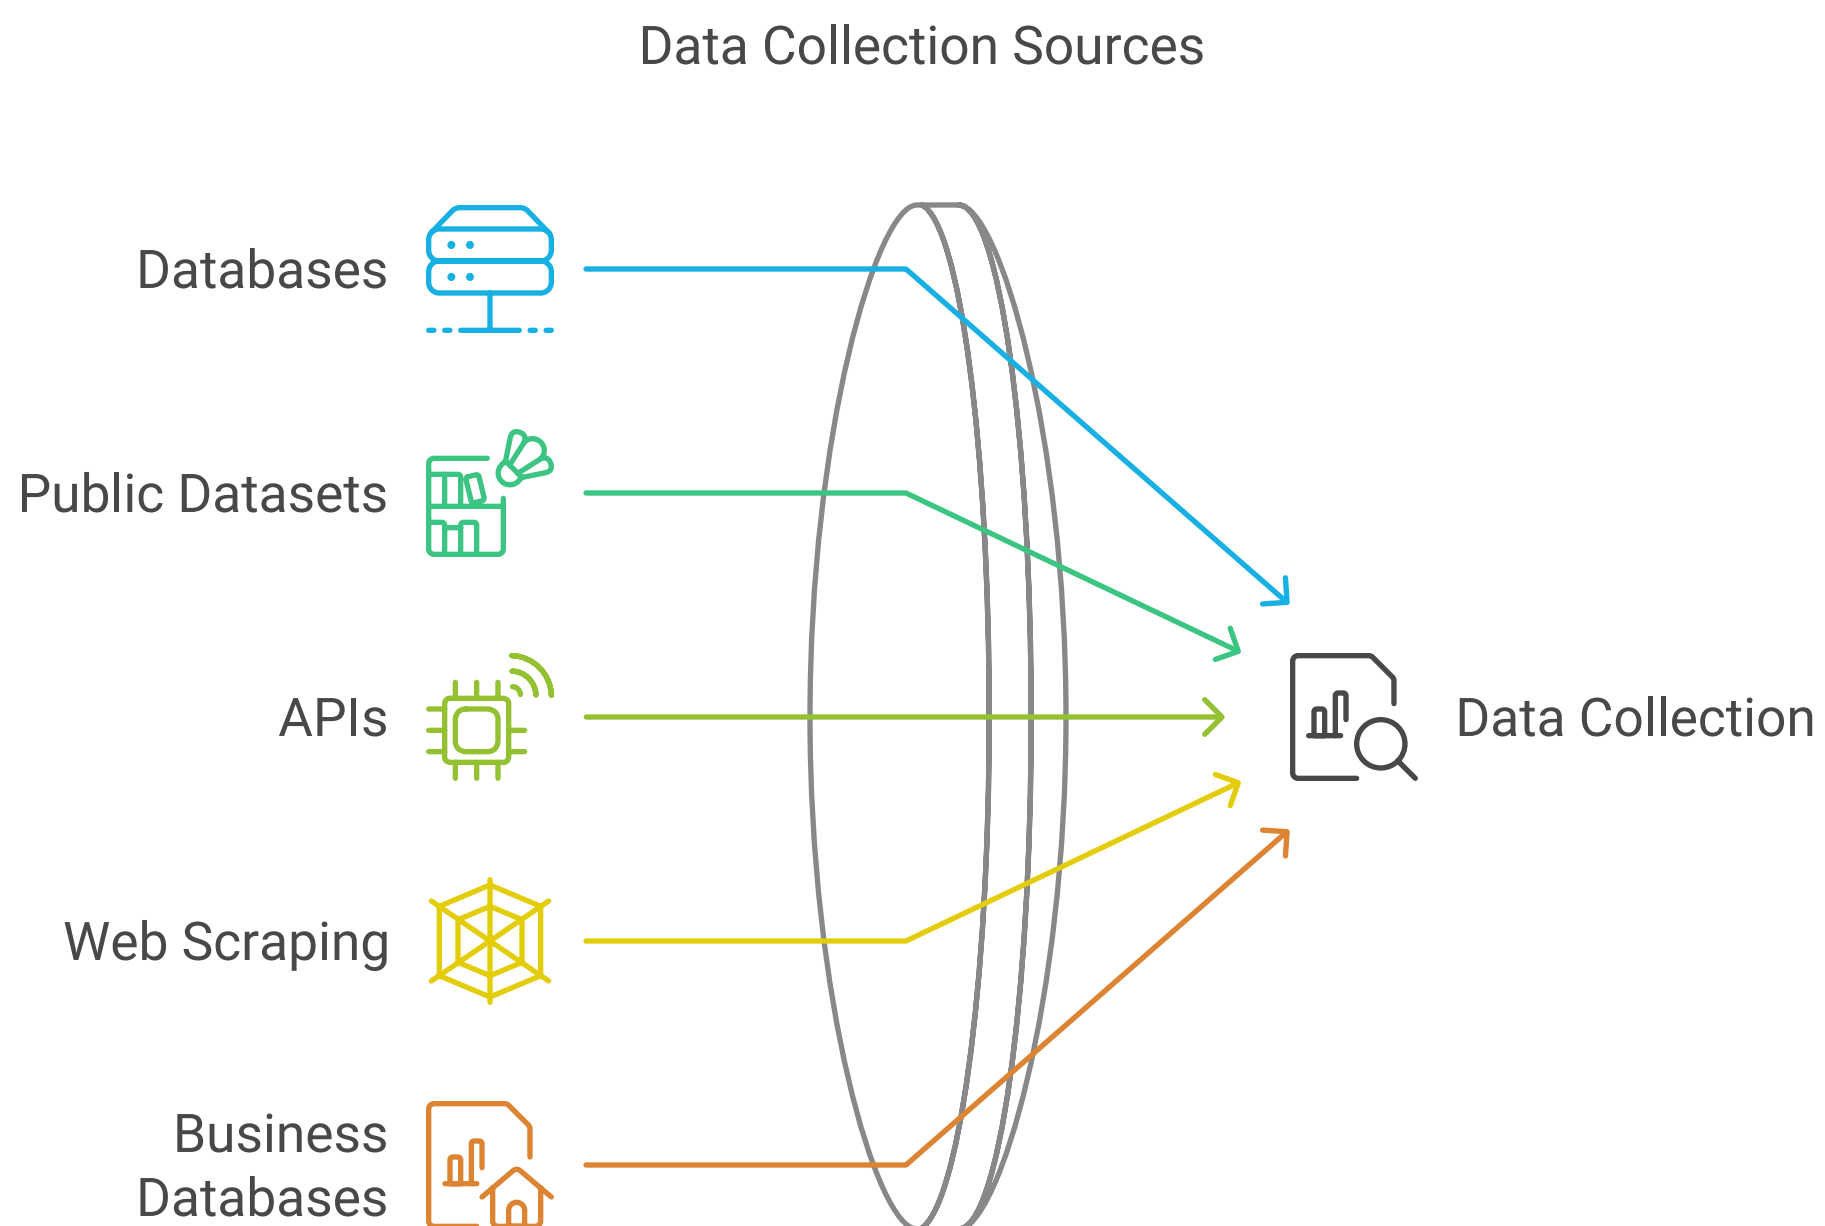 Data Collection Sources
Databases
Public Datasets
APIs
Data Collection
Web Scraping
Business
Databases